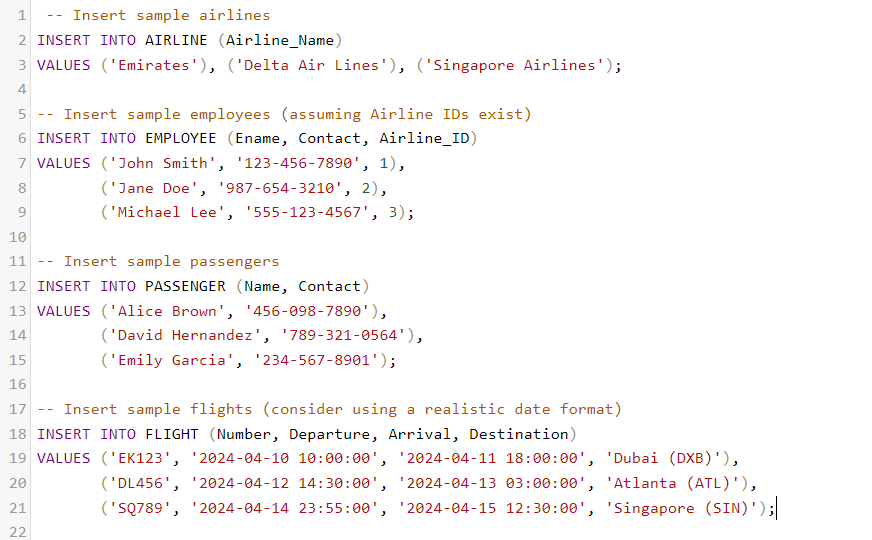 1 -- Insert sample airlines
2 INSERT INTO AIRLINE (Airline_Name)
3 VALUES ('Emirates'), ('Delta Air Lines'), ('Singapore Airlines');
4
5 -- Insert sample employees (assuming Airline IDs exist)
6 INSERT INTO EMPLOYEE (Ename, Contact, Airline_ID)
7 VALUES ('John Smith', '123-456-7890', 1),
8 ('Jane Doe', '987-654-3210', 2),
9 ('Michael Lee', '555-123-4567', 3);
10
11 -- Insert sample passengers
12 INSERT INTO PASSENGER (Name, Contact)
13 VALUES ('Alice Brown', '456-098-7890'),
14 ('David Hernandez', '789-321-0564'),
15 ('Emily Garcia', '234-567-8901');
16
17 -- Insert sample flights (consider using a realistic date format)
18 INSERT INTO FLIGHT (Number, Departure, Arrival, Destination)
19 VALUES ('EK123', '2024-04-10 10:00:00', '2024-04-11 18:00:00', 'Dubai (DXB)'),
20 ('DL456', '2024-04-12 14:30:00', '2024-04-13 03:00:00', 'Atlanta (ATL)'),
21 ('SQ789', '2024-04-14 23:55:00', '2024-04-15 12:30:00', 'Singapore (SIN)');
22